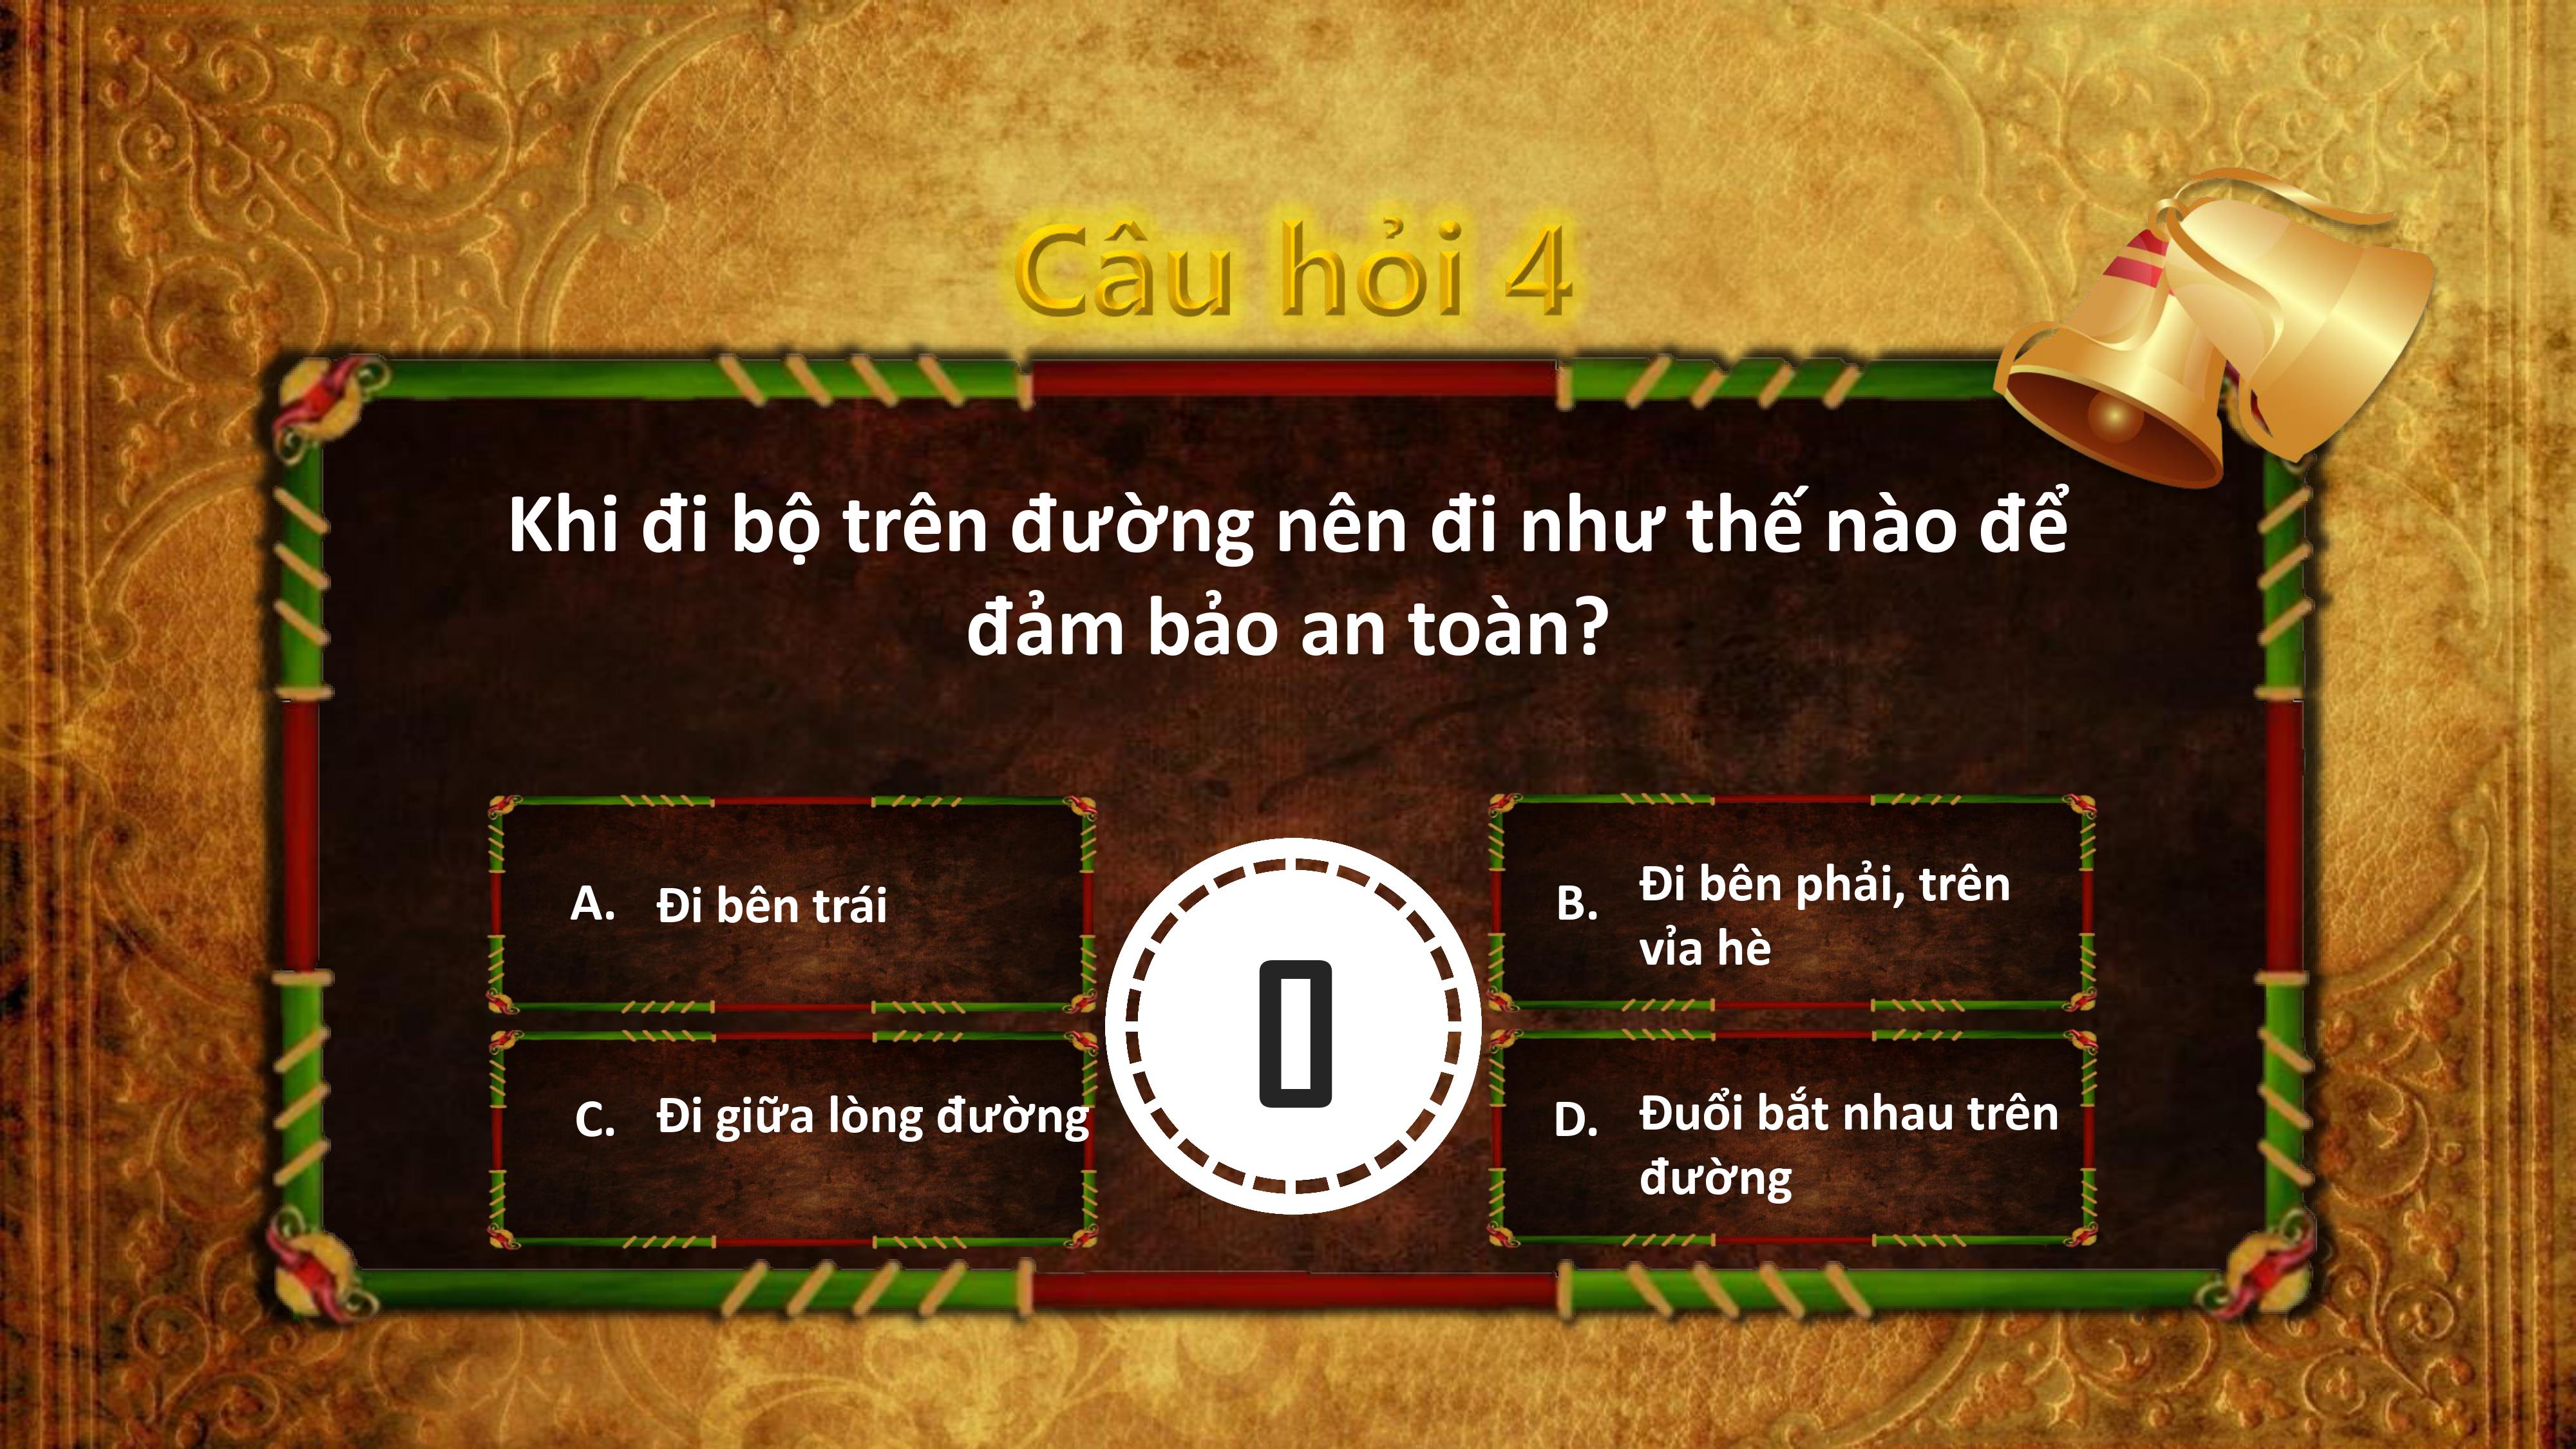 Câu hỏi 4
Khi đi bộ trên đường nên đi như thế nào để
đảm bảo an toàn?
A. Đi bên trái
B. Đi bên phải, trên
vỉa hè
C. Đi giữa lòng đường
D. Đuổi bắt nhau trên
đường